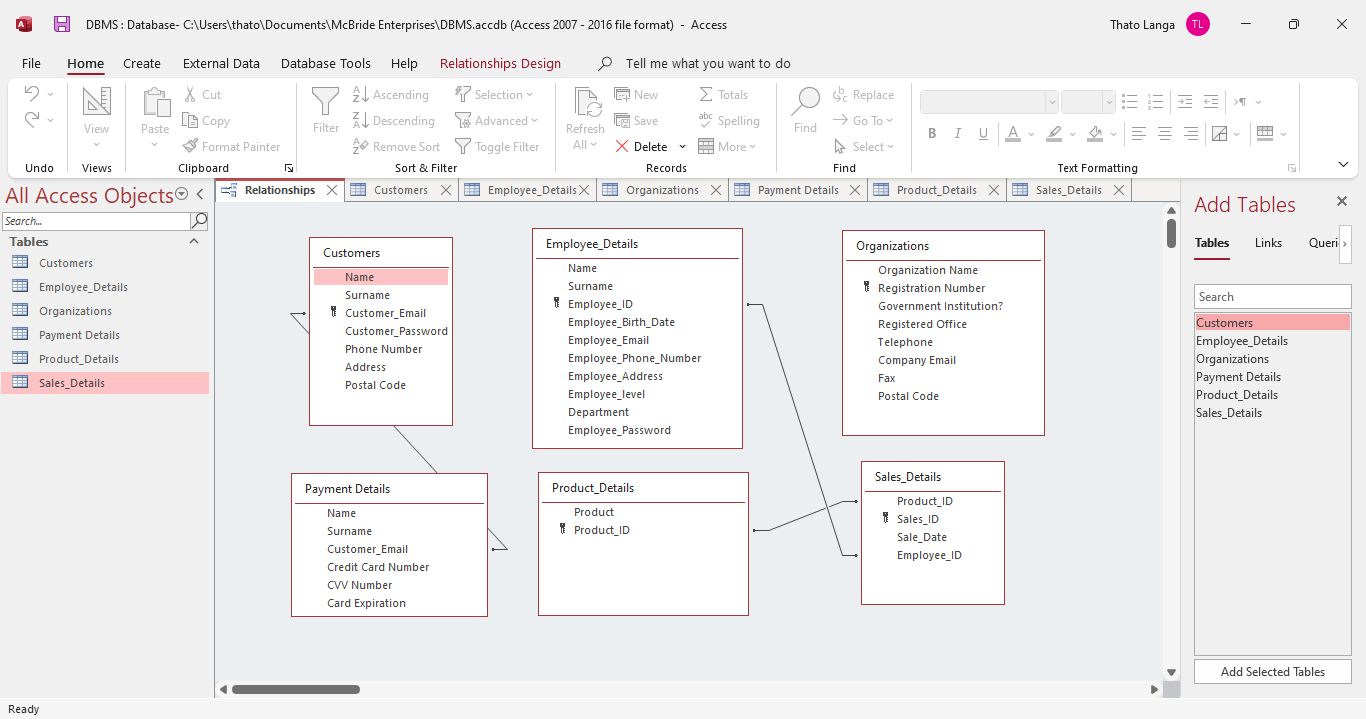 DBMS : Database- C:\Users\thato\Documents\McBride Enterprises\DBMS.accdb (Access 2007 - 2016 file format) - Access
Thato Langa
TL
File Home Create External Data Database Tools Help Relationships Design Tell me what you want to do
Undo
View
Views
Paste
Cut
Copy
Format Painter
Clipboard
Filter
Ascending
Descending
Remove Sort
Selection
Advanced
Toggle Filter
Sort & Filter
Refresh
All
New
Save
Delete
Totals
Spelling
More
Records
Find
Replace
Go To
Select
Find
B I U A
Text Formatting
All Access Objects
Search...
Tables
Customers
Employee_Details
Organizations
Payment Details
Product_Details
Sales_Details
Relationships Customers Employee_Details Organizations Payment Details Product_Details Sales_Details
Customers
Name
Surname
Customer_Email
Customer_Password
Phone Number
Address
Postal Code
Employee_Details
Name
Surname
Employee_ID
Employee_Birth_Date
Employee_Email
Employee_Phone_Number
Employee_Address
Employee_level
Department
Employee_Password
Organizations
Organization Name
Registration Number
Government Institution?
Registered Office
Telephone
Company Email
Fax
Postal Code
Payment Details
Name
Surname
Customer_Email
Credit Card Number
CVV Number
Card Expiration
Product_Details
Product
Product_ID
Sales_Details
Product_ID
Sales_ID
Sale_Date
Employee_ID
Add Tables
Tables Links Queri
Search
Customers
Employee_Details
Organizations
Payment Details
Product_Details
Sales_Details
Add Selected Tables
Ready